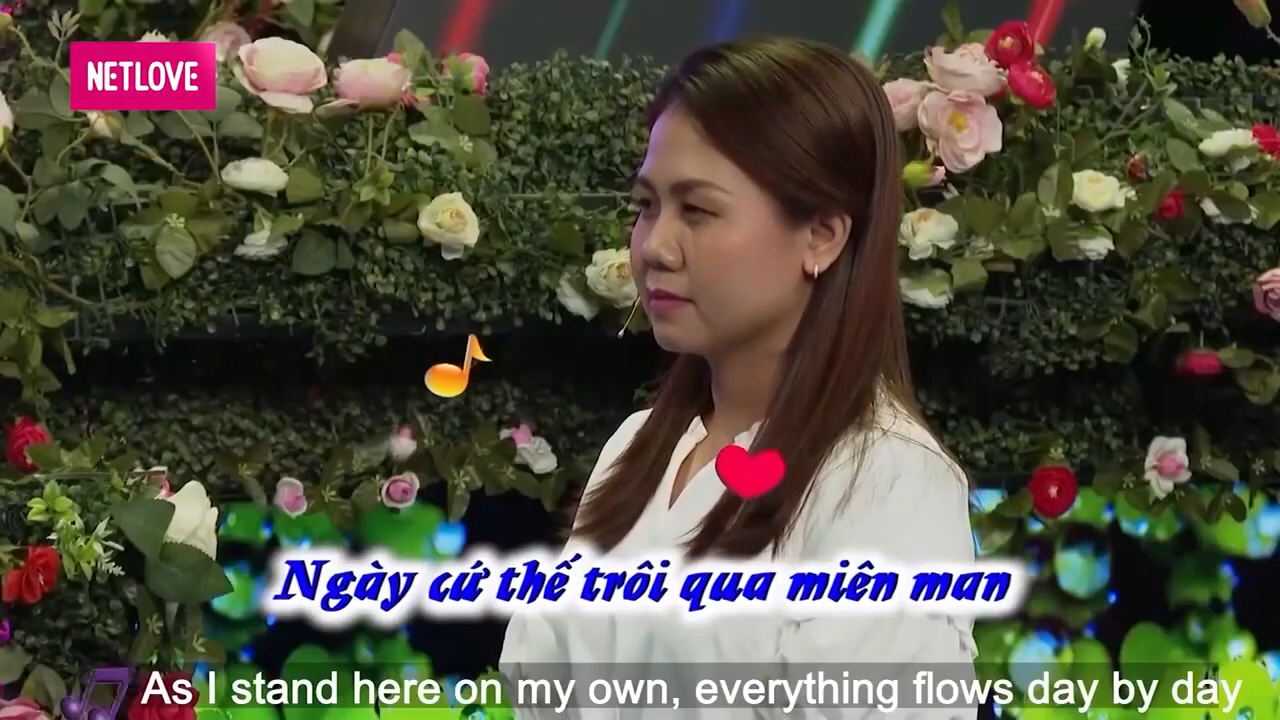 NETLOVE
Ngày cứ thế trôi qua miên man
As I stand here on my own, everything flows day by day